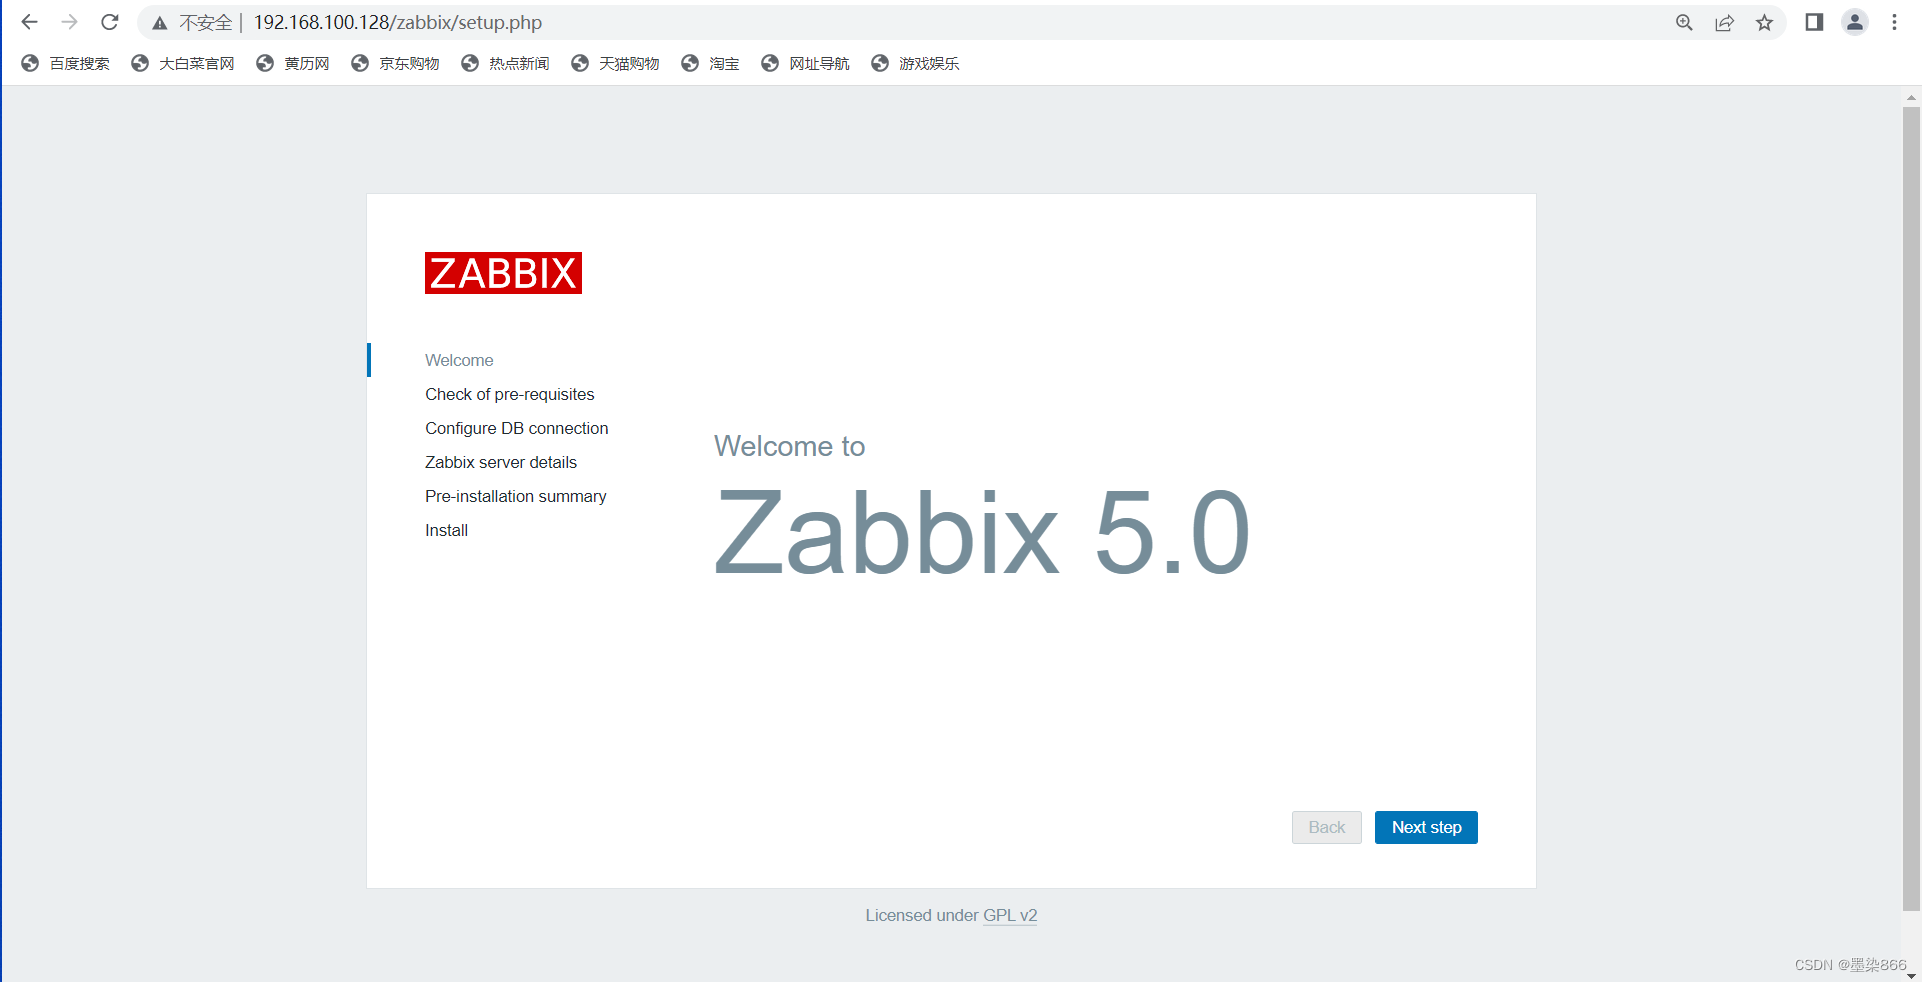 不安全 | 192.168.100.128/zabbix/setup.php
百度搜索 大白菜官网 黄历网 京东购物 热点新闻 天猫购物 淘宝 网址导航 游戏娱乐
ZABBIX
Welcome
Check of pre-requisites
Configure DB connection
Zabbix server details
Pre-installation summary
Install
Welcome to
Zabbix 5.0
Back Next step
Licensed under GPL v2
CSDN @墨染866